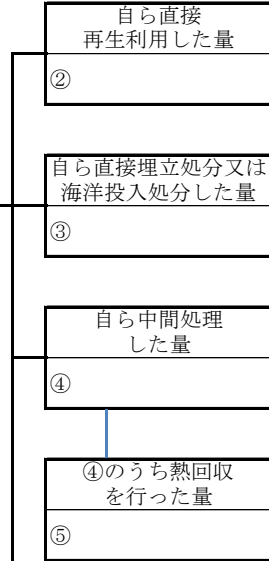 自ら直接
再生利用した量
②
自ら直接埋立処分又は
海洋投入処分した量
③
自ら中間処理
した量
④
④のうち熱回収
を行った量
⑤